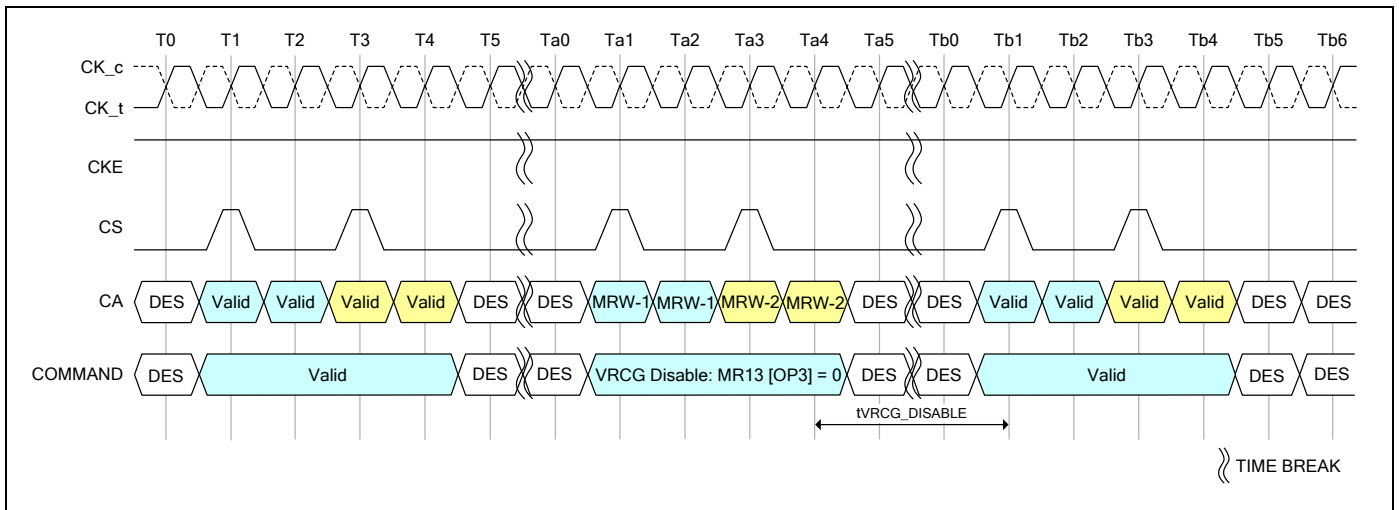 T0 T1 T2 T3 T4 T5 Ta0 Ta1 Ta2 Ta3 Ta4 Ta5 Tb0 Tb1 Tb2 Tb3 Tb4 Tb5 Tb6
CK_c
CK_t
CKE
CS
CA DES Valid Valid Valid Valid DES DES MRW-1 MRW-1 MRW-2 MRW-2 DES DES Valid Valid Valid Valid DES DES
COMMAND DES Valid DES DES VRCG Disable: MR13 [OP3] = 0 DES DES Valid DES DES
tVRCG_DISABLE
TIME BREAK